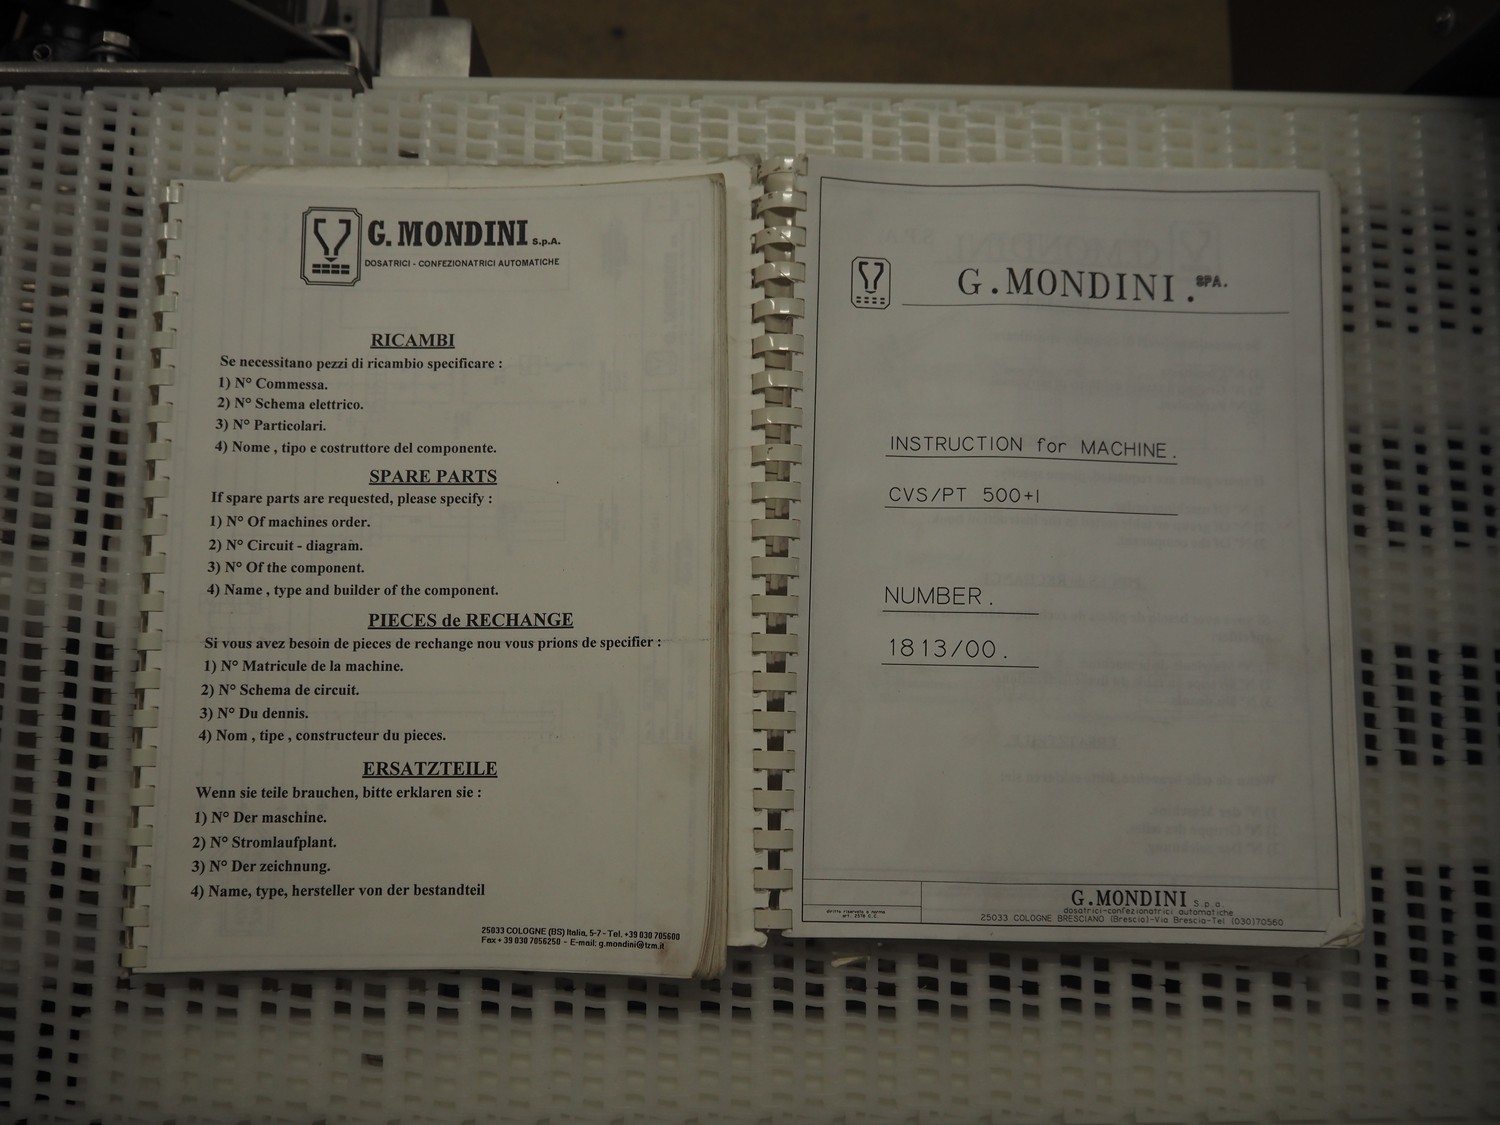 G. MONDINI S.p.A.
DOSATRICI - CONFEZIONATRICI AUTOMATICHE
RICAMBI
Se necessitano pezzi di ricambio specificare :
1) N° Commessa.
2) N° Schema elettrico.
3) N° Particolari.
4) Nome , tipo e costruttore del componente.
SPARE PARTS
If spare parts are requested, please specify :
1) N° Of machines order.
2) N° Circuit - diagram.
3) N° Of the component.
4) Name , type and builder of the component.
PIECES de RECHANGE
Si vous avez besoin de pieces de rechange nou vous prions de specifier :
1) N° Matricule de la machine.
2) N° Schema de circuit.
3) N° Du dennis.
4) Nom , tipe , constructeur du pieces.
ERSATZTEILE
Wenn sie teile brauchen, bitte erklaren sie :
1) N° Der maschine.
2) N° Stromlaufplant.
3) N° Der zeichnung.
4) Name, type, hersteller von der bestandteil
25033 COLOGNE (BS) Italia, 5-7 - Tel. +39 030 705600
Fax + 39 030 7056250 - E-mail: g.mondini@tzm.it
G. MONDINI. SPA.
INSTRUCTION for MACHINE.
CVS/PT 500+I
NUMBER.
1813/00.
diritto riservato a norma
art. 2578 C.C.
G. MONDINI S.p.a.
dosatrici-confezionatrici automatiche
25033 COLOGNE BRESCIANO (Brescia)-Via Brescia-Tel (030)70560